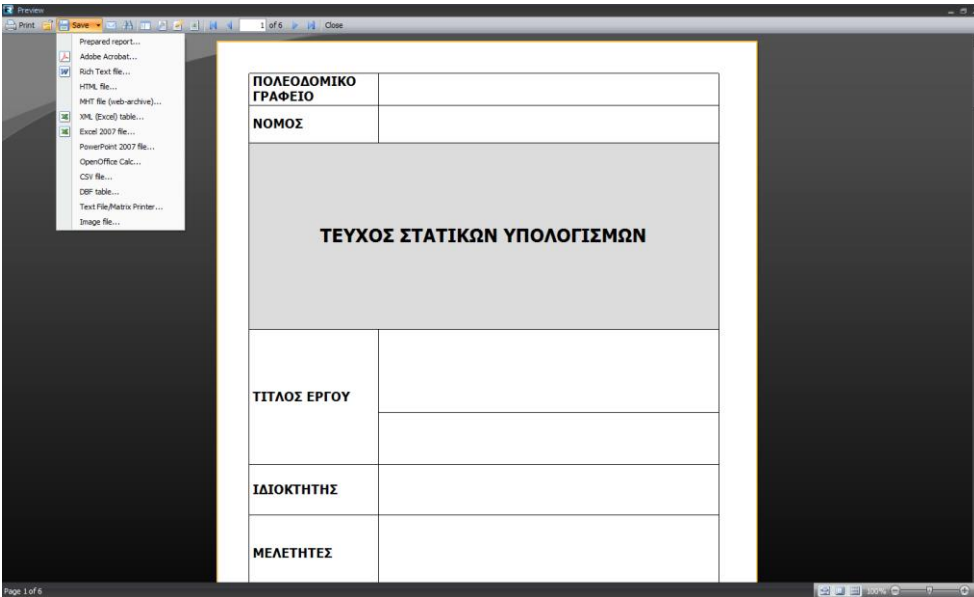 Preview
Print Save 1 of 6 Close
Prepared report...
Adobe Acrobat...
Rich Text file...
HTML file...
MHT file (web-archive)...
XML (Excel) table...
Excel 2007 file...
PowerPoint 2007 file...
OpenOffice Calc...
CSV file...
DBF table...
Text File/Matrix Printer...
Image file...
ΠΟΛΕΟΔΟΜΙΚΟ
ΓΡΑΦΕΙΟ
ΝΟΜΟΣ
ΤΕΥΧΟΣ ΣΤΑΤΙΚΩΝ ΥΠΟΛΟΓΙΣΜΩΝ
ΤΙΤΛΟΣ ΕΡΓΟΥ
ΙΔΙΟΚΤΗΤΗΣ
ΜΕΛΕΤΗΤΕΣ
Page 1 of 6 100%